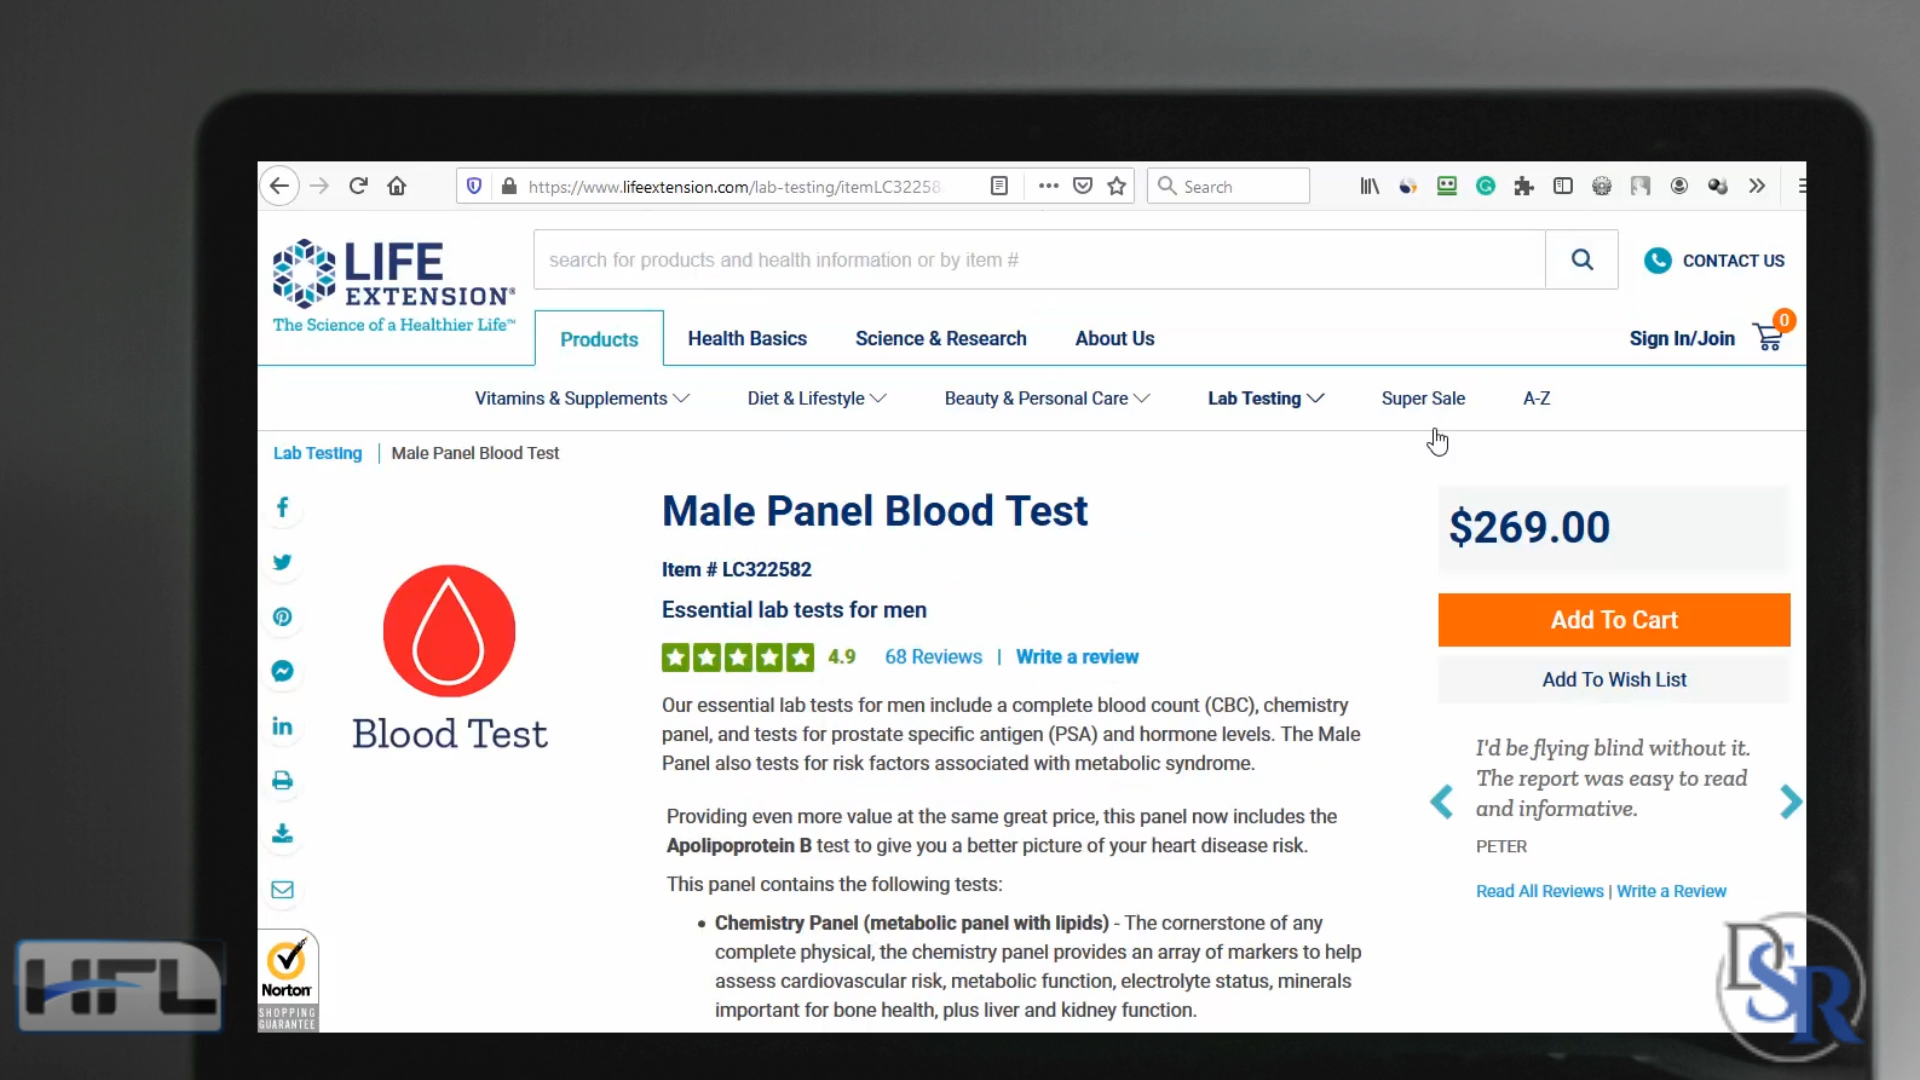 https://www.lifeextension.com/lab-testing/itemLC32258
Search
LIFE
EXTENSION®
The Science of a Healthier Life™
search for products and health information or by item #
CONTACT US
Products
Health Basics
Science & Research
About Us
Sign In/Join
0
Vitamins & Supplements
Diet & Lifestyle
Beauty & Personal Care
Lab Testing
Super Sale
A-Z
Lab Testing | Male Panel Blood Test
Blood Test
Male Panel Blood Test
Item # LC322582
Essential lab tests for men
4.9 68 Reviews | Write a review
Our essential lab tests for men include a complete blood count (CBC), chemistry
panel, and tests for prostate specific antigen (PSA) and hormone levels. The Male
Panel also tests for risk factors associated with metabolic syndrome.
Providing even more value at the same great price, this panel now includes the
Apolipoprotein B test to give you a better picture of your heart disease risk.
This panel contains the following tests:
• Chemistry Panel (metabolic panel with lipids) - The cornerstone of any
complete physical, the chemistry panel provides an array of markers to help
assess cardiovascular risk, metabolic function, electrolyte status, minerals
important for bone health, plus liver and kidney function.
$269.00
Add To Cart
Add To Wish List
I'd be flying blind without it.
The report was easy to read
and informative.
PETER
Read All Reviews | Write a Review
Norton
SHOPPING
GUARANTEE
HFL
DSR